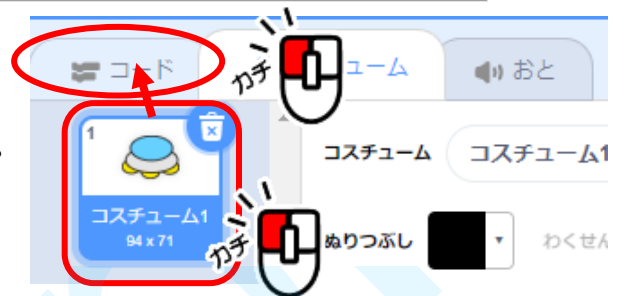 コード
カチ
ューム
おと
1
コスチューム
コスチューム1
コスチューム1
94 x 71
カチ
ぬりつぶし
わくせん